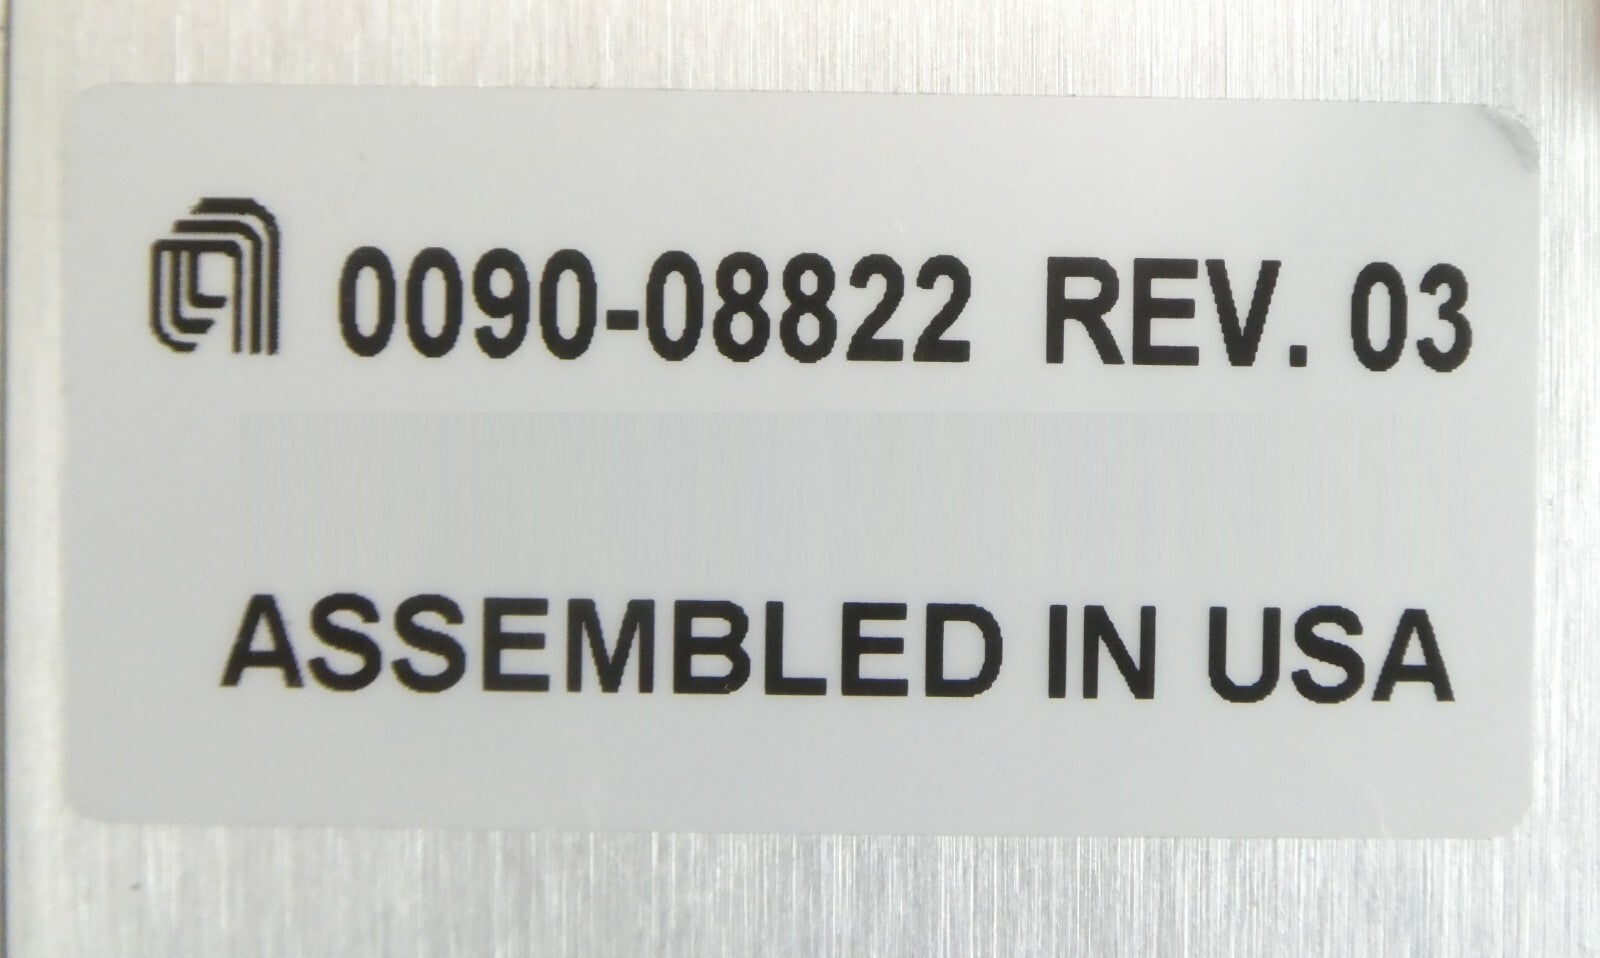 0090-08822 REV. 03
ASSEMBLED IN USA